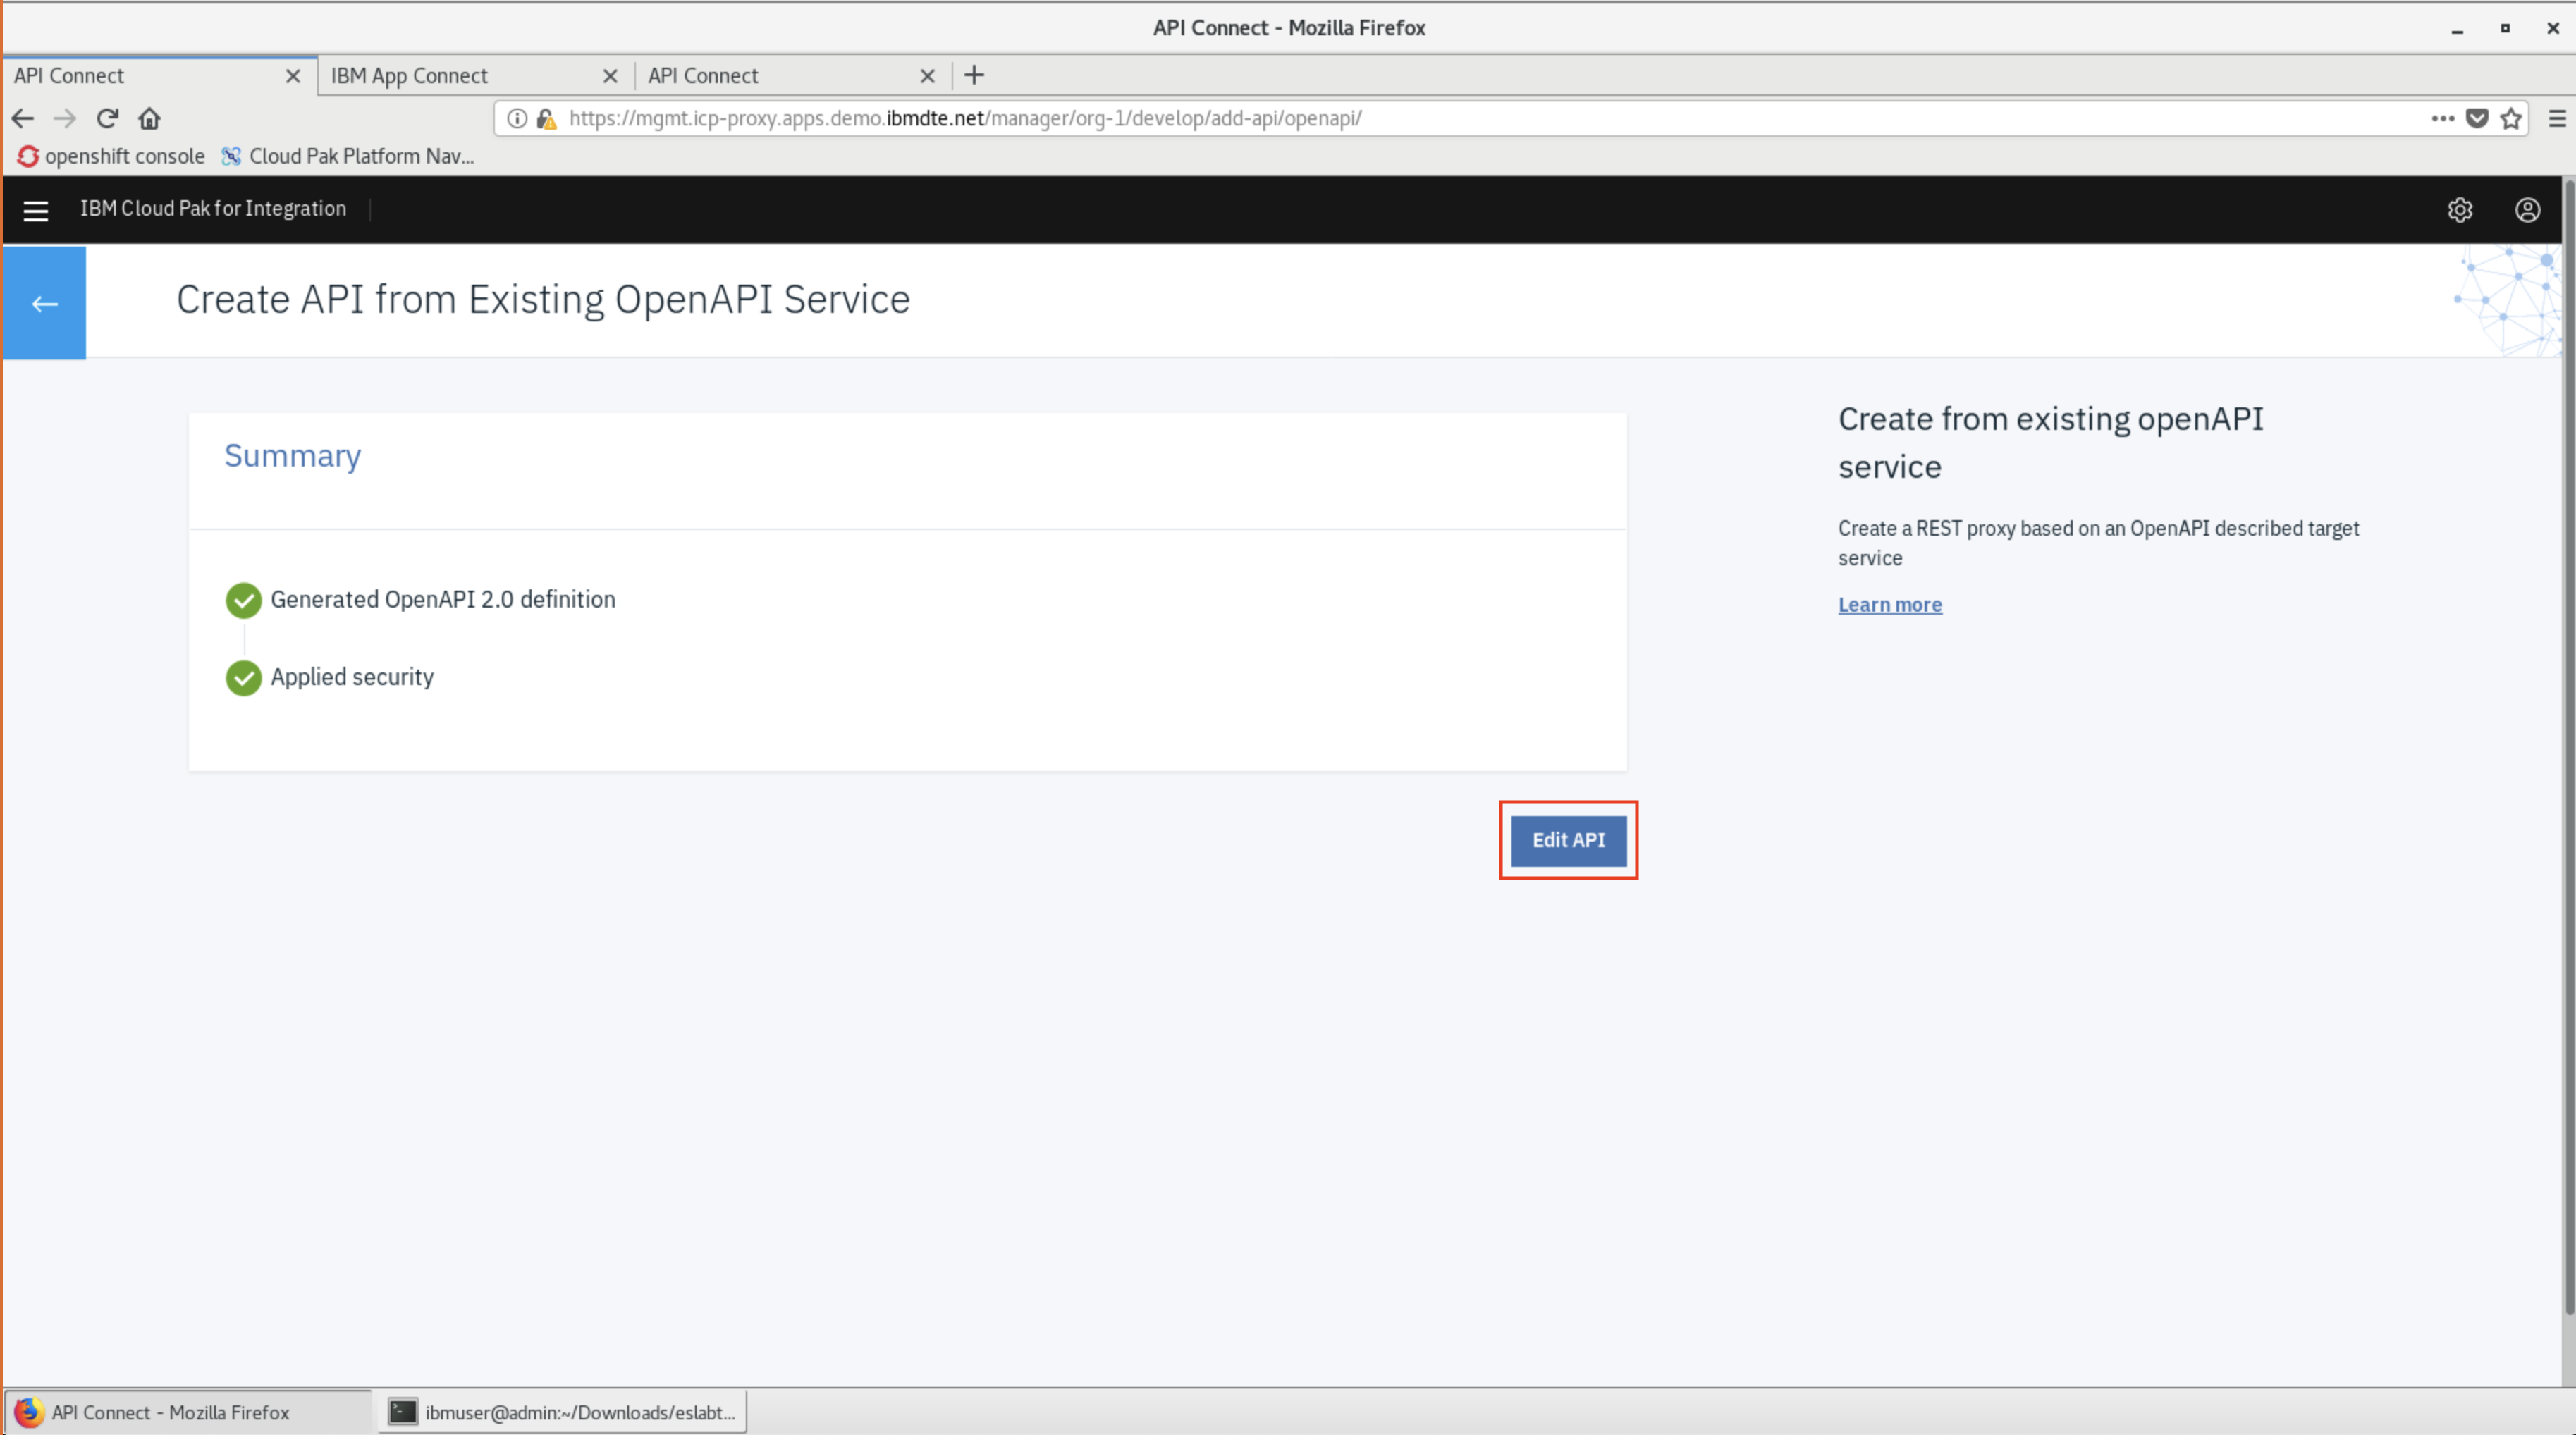 API Connect - Mozilla Firefox
API Connect
IBM App Connect
API Connect
https://mgmt.icp-proxy.apps.demo.ibmdte.net/manager/org-1/develop/add-api/openapi/
openshift console
Cloud Pak Platform Nav...
IBM Cloud Pak for Integration
Create API from Existing OpenAPI Service
Summary
Generated OpenAPI 2.0 definition
Applied security
Edit API
Create from existing openAPI
service
Create a REST proxy based on an OpenAPI described target
service
Learn more
API Connect - Mozilla Firefox
ibmuser@admin:~/Downloads/eslabt...